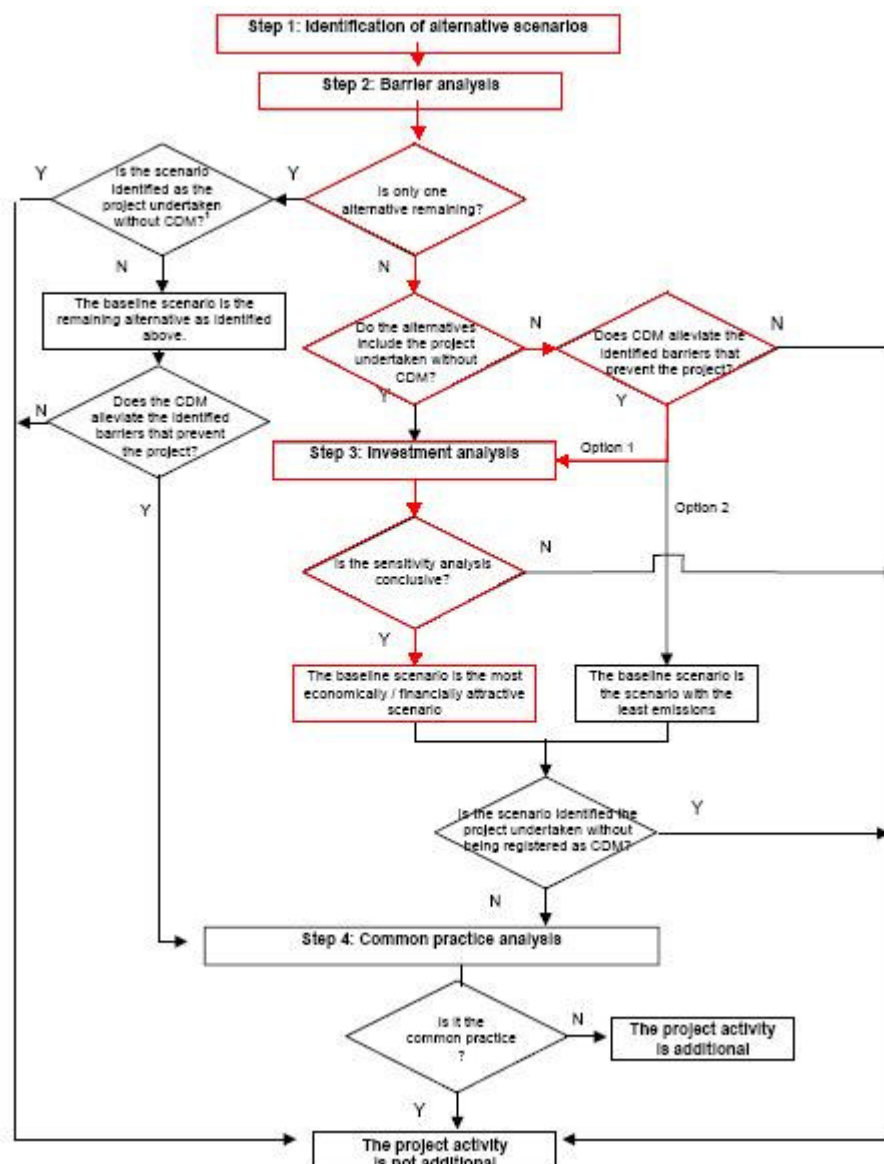 Step 1: Identification of alternative scenarios
Step 2: Barrier analysis
Y
Is the scenario
identified as the
project undertaken
without CDM?¹
Y
Is only one
alternative remaining?
N
N
The baseline scenario is the
remaining alternative as identified
above.
Do the alternatives
include the project
undertaken without
CDM?
N
Does CDM alleviate the
identified barriers that
prevent the project?
N
Y
Y
N
Does the CDM
alleviate the identified
barriers that prevent
the project?
Y
Step 3: Investment analysis
Option 1
Option 2
Is the sensitivity analysis
conclusive?
N
Y
The baseline scenario is the most
economically / financially attractive
scenario
The baseline scenario is
the scenario with the
least emissions
Is the scenario identified the
project undertaken without
being registered as CDM?
Y
N
Step 4: Common practice analysis
Is it the
common practice
?
N
The project activity
is additional
Y
The project activity
is not additional